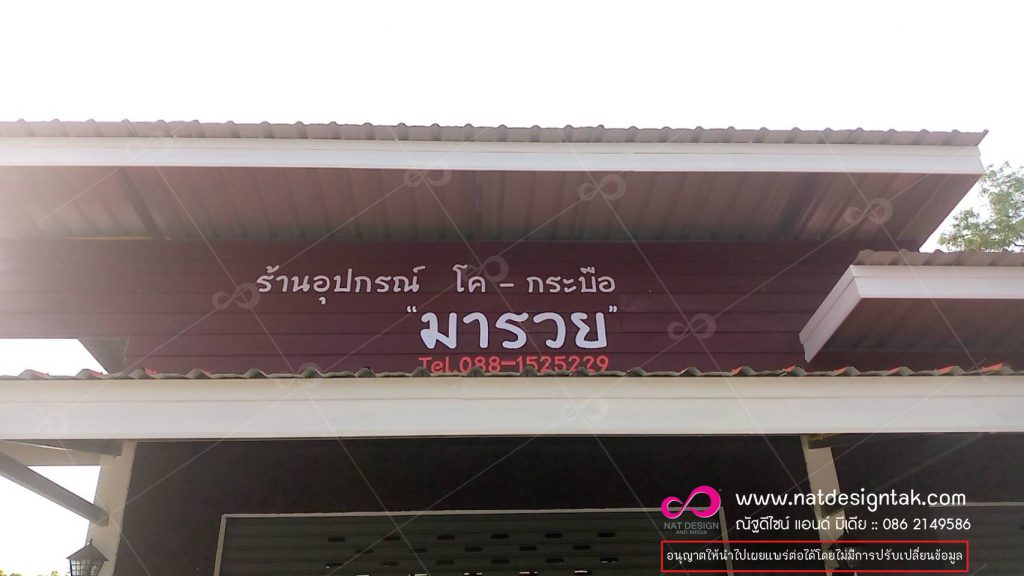 ร้านอุปกรณ์ โค - กระบือ
"มารวย"
Tel.088-1525229
www.natdesigntak.com
NAT DESIGN
AND MEDIA
ณัฐดีไซน์ แอนด์ มีเดีย :: 086 2149586
อนุญาตให้นำไปเผยแพร่ต่อได้โดยไม่มีการปรับเปลี่ยนข้อมูล